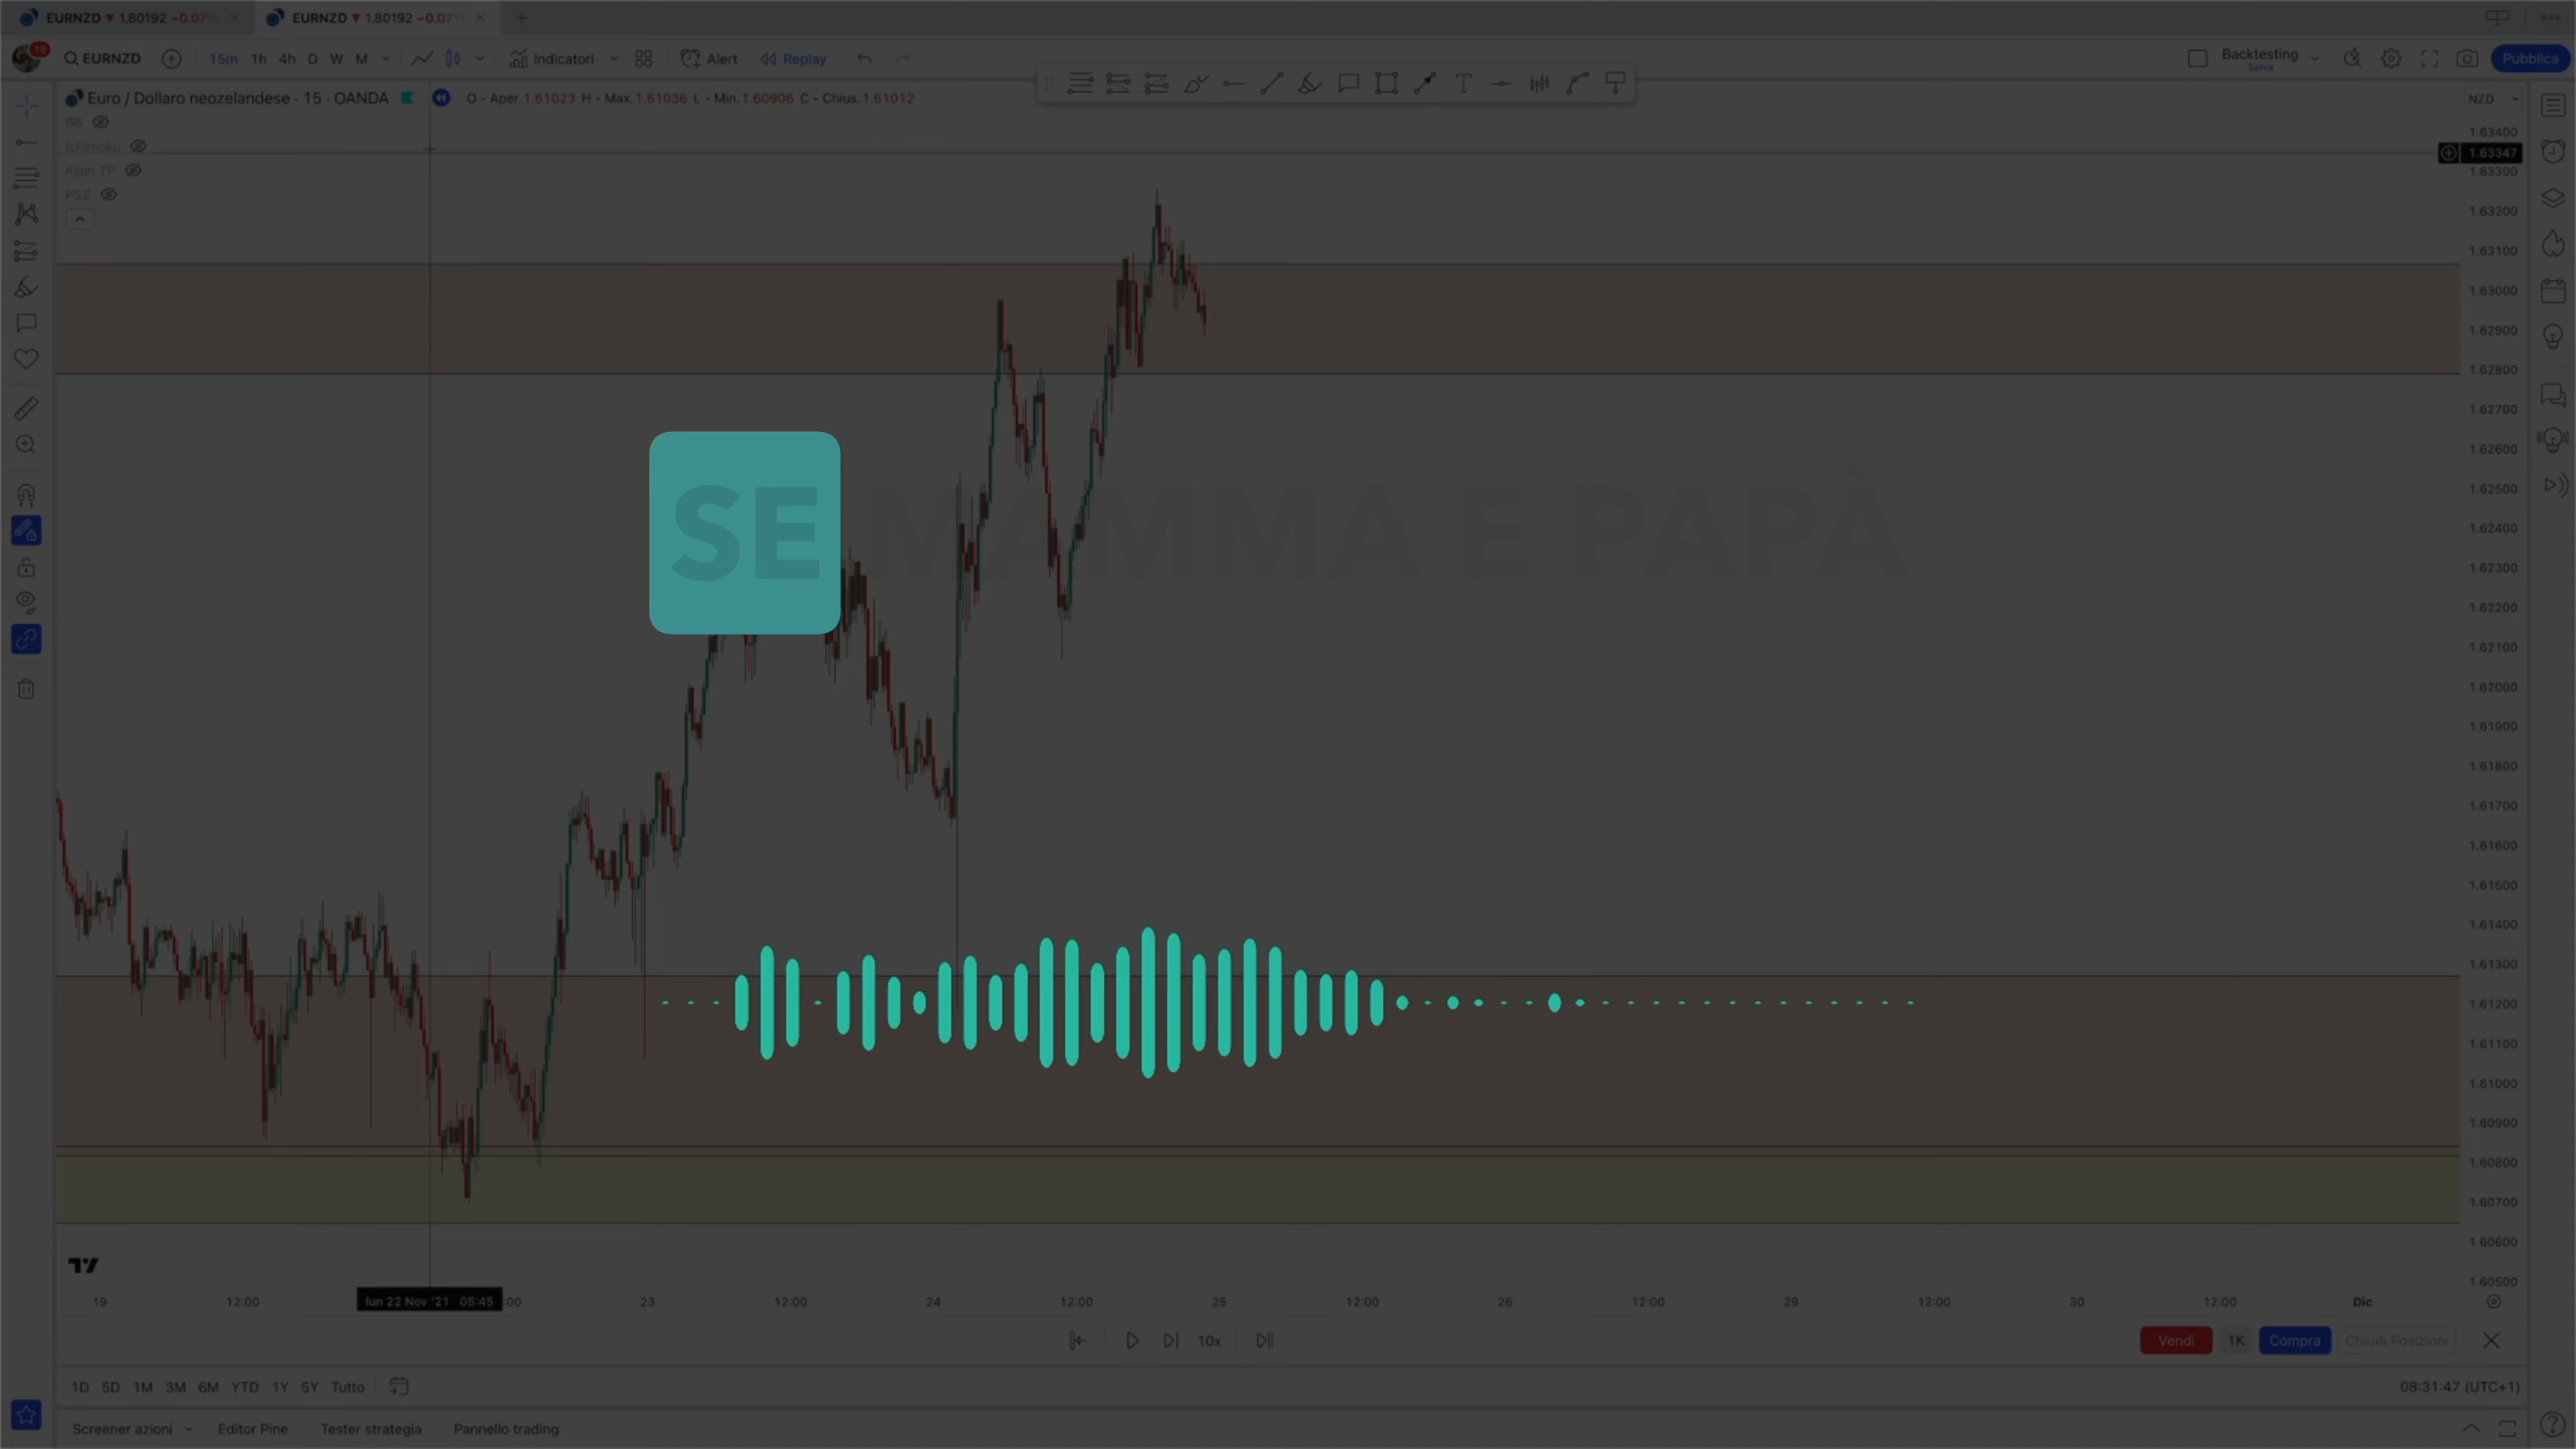 EURNZD ▼ 1.80192 −0.07%
EURNZD ▼ 1.80192 −0.07%
18
EURNZD
15m 1h 4h D W M
Indicatori
Alert
Replay
Backtesting
Salva
Pubblica
Euro / Dollaro neozelandese · 15 · OANDA
O - Aper.1.61023 H - Max.1.61036 L - Min.1.60906 C - Chius.1.61012
BB
Ichimoku
Kijun TP
PSZ
NZD
1.63400
1.63347
1.63300
1.63200
1.63100
1.63000
1.62900
1.62800
1.62700
1.62600
1.62500
1.62400
1.62300
1.62200
1.62100
1.62000
1.61900
1.61800
1.61700
1.61600
1.61500
1.61400
1.61300
1.61200
1.61100
1.61000
1.60900
1.60800
1.60700
1.60600
1.60500
SE MAMMA E PAPÀ
19 12:00 lun 22 Nov '21 05:45 :00 23 12:00 24 12:00 25 12:00 26 12:00 29 12:00 30 12:00 Dic
10x
Vendi 1K Compra Chiudi Posizioni
1D 5D 1M 3M 6M YTD 1Y 5Y Tutto
08:31:47 (UTC+1)
Screener azioni Editor Pine Tester strategia Pannello trading